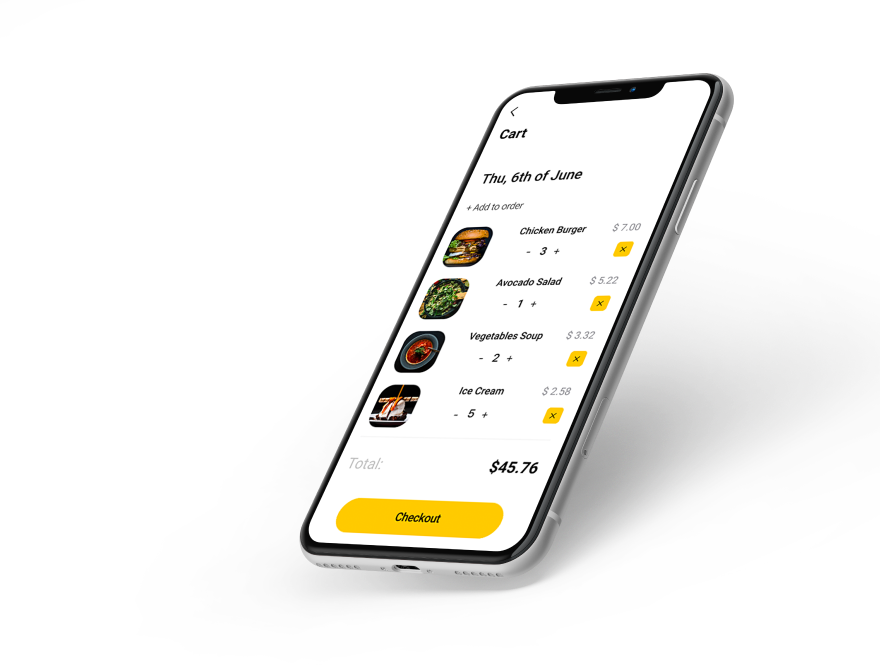 Cart
Thu, 6th of June
+ Add to order
Chicken Burger $ 7.00
- 3 + ×
Avocado Salad $ 5.22
- 1 + ×
Vegetables Soup $ 3.32
- 2 + ×
Ice Cream $ 2.58
- 5 + ×
Total: $45.76
Checkout